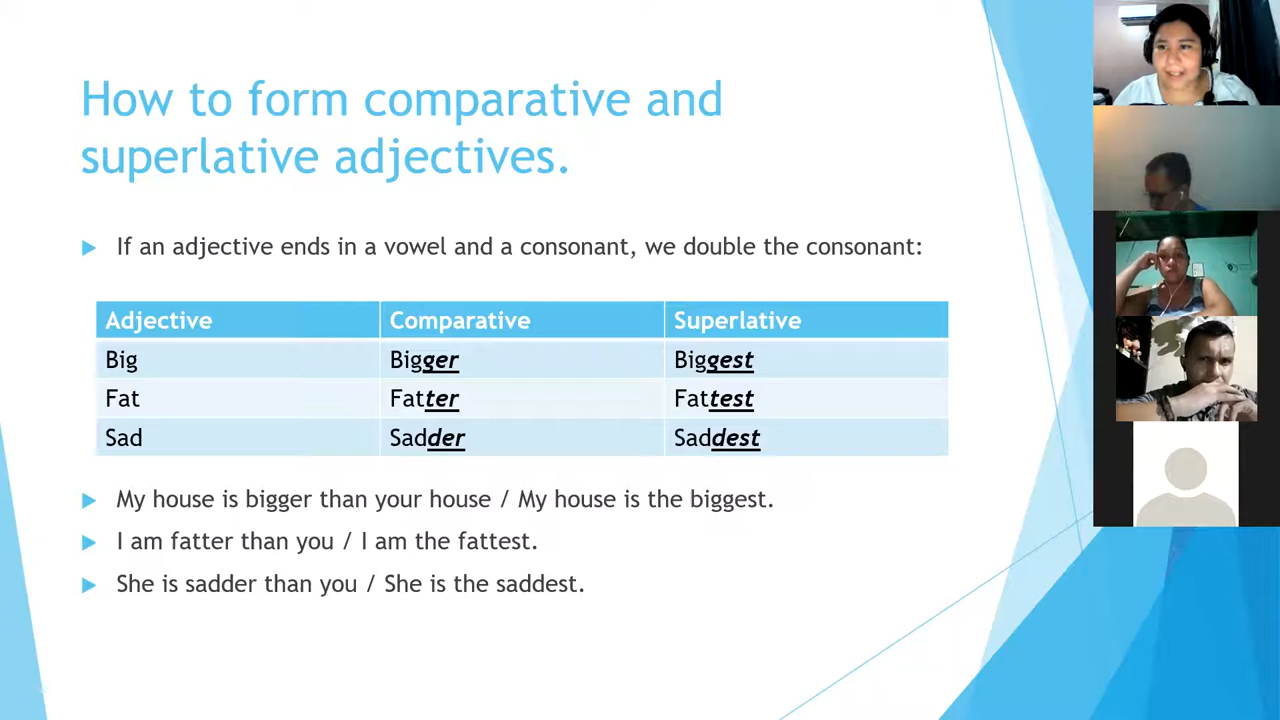 How to form comparative and
superlative adjectives.
If an adjective ends in a vowel and a consonant, we double the consonant:
Adjective Comparative Superlative
Big Bigger Biggest
Fat Fatter Fattest
Sad Sadder Saddest
My house is bigger than your house / My house is the biggest.
I am fatter than you / I am the fattest.
She is sadder than you / She is the saddest.